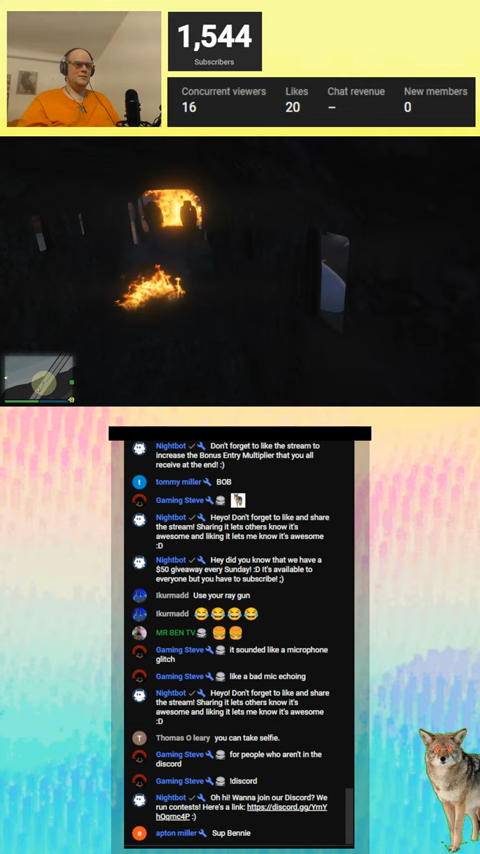 1,544
Subscribers
Concurrent viewers
16
Likes
20
Chat revenue
–
New members
0
Nightbot Don't forget to like the stream to
increase the Bonus Entry Multiplier that you all
receive at the end! :)
t tommy miller BOB
Gaming Steve
Nightbot Heyo! Don't forget to like and share
the stream! Sharing it lets others know it's
awesome and liking it lets me know it's awesome
:D
Nightbot Hey did you know that we have a
$50 giveaway every Sunday! :D It's available to
everyone but you have to subscribe! ;)
Ikurmadd Use your ray gun
Ikurmadd 😂😂😂😂
MR BEN TV 🍔🍔
Gaming Steve it sounded like a microphone
glitch
Gaming Steve like a bad mic echoing
Nightbot Heyo! Don't forget to like and share
the stream! Sharing it lets others know it's
awesome and liking it lets me know it's awesome
:D
T Thomas O leary you can take selfie.
Gaming Steve for people who aren't in the
discord
Gaming Steve !discord
Nightbot Oh hi! Wanna join our Discord? We
run contests! Here's a link: https://discord.gg/YmY
hQqmc4P :)
a apton miller Sup Bennie